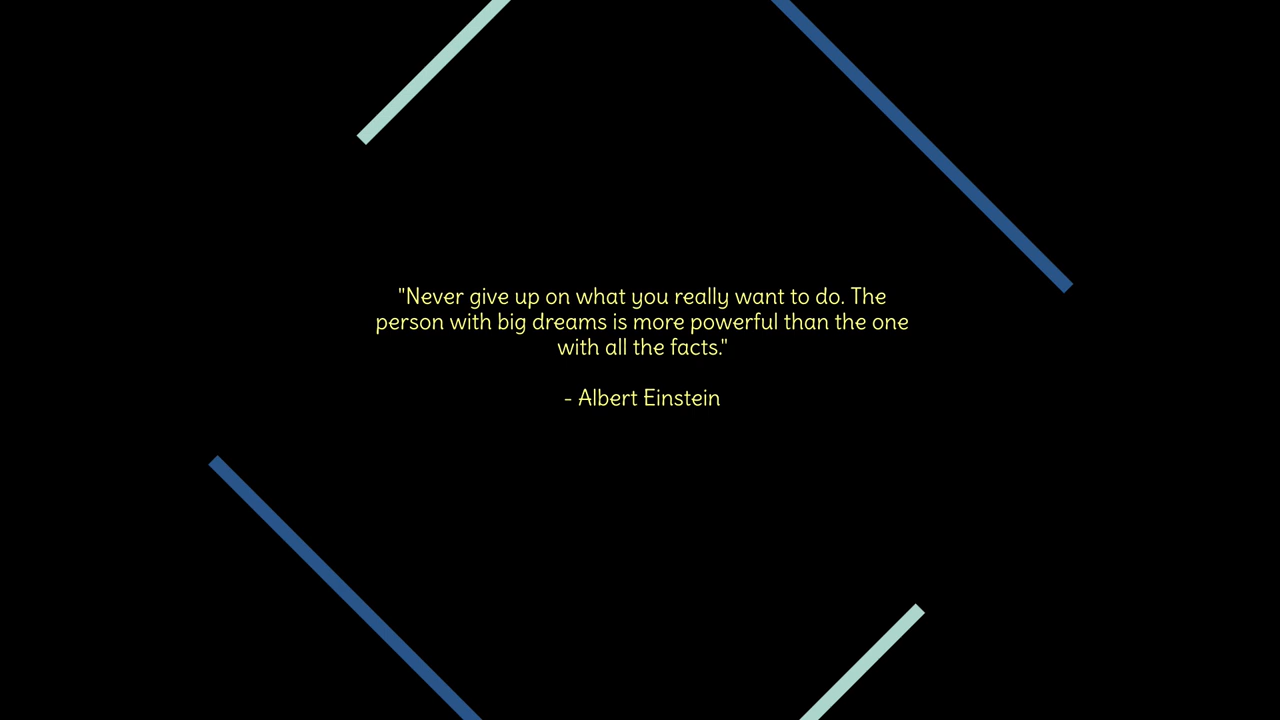 "Never give up on what you really want to do. The
person with big dreams is more powerful than the one
with all the facts."
- Albert Einstein